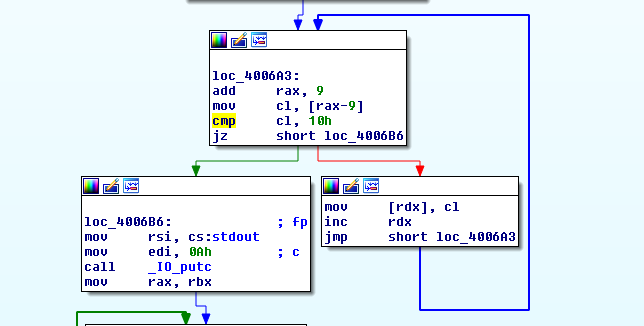 loc_4006A3:
add rax, 9
mov cl, [rax-9]
cmp cl, 10h
jz short loc_4006B6
loc_4006B6: ; fp
mov rsi, cs:stdout
mov edi, 0Ah ; c
call _IO_putc
mov rax, rbx
mov [rdx], cl
inc rdx
jmp short loc_4006A3